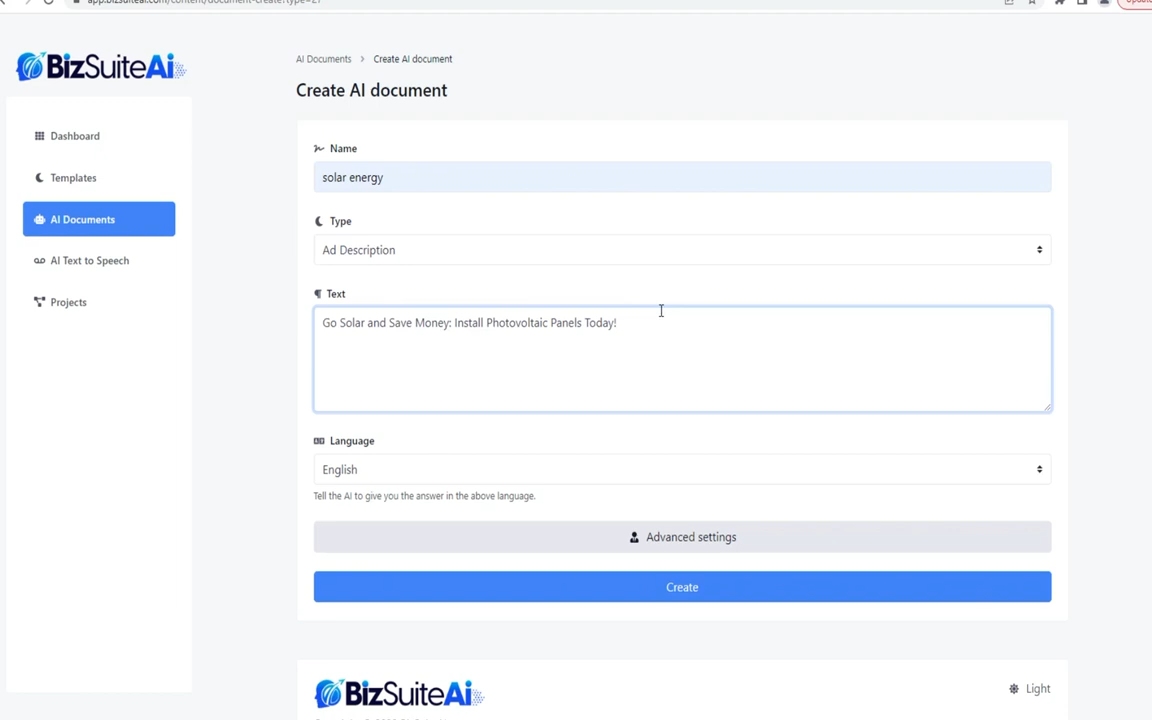 BizSuiteAi
AI Documents > Create AI document
Create AI document
Dashboard
Templates
AI Documents
AI Text to Speech
Projects
Name
solar energy
Type
Ad Description
Text
Go Solar and Save Money: Install Photovoltaic Panels Today!
Language
English
Tell the AI to give you the answer in the above language.
Advanced settings
Create
BizSuiteAi
Light